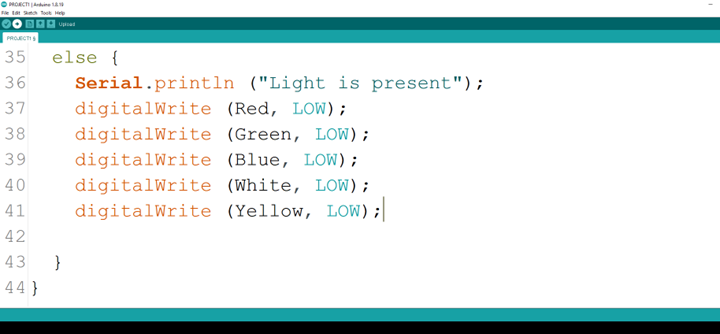 PROJECT1 | Arduino 1.8.19
File Edit Sketch Tools Help
Upload
PROJECT1 §
35 else {
36 Serial.println ("Light is present");
37 digitalWrite (Red, LOW);
38 digitalWrite (Green, LOW);
39 digitalWrite (Blue, LOW);
40 digitalWrite (White, LOW);
41 digitalWrite (Yellow, LOW);
42
43 }
44 }